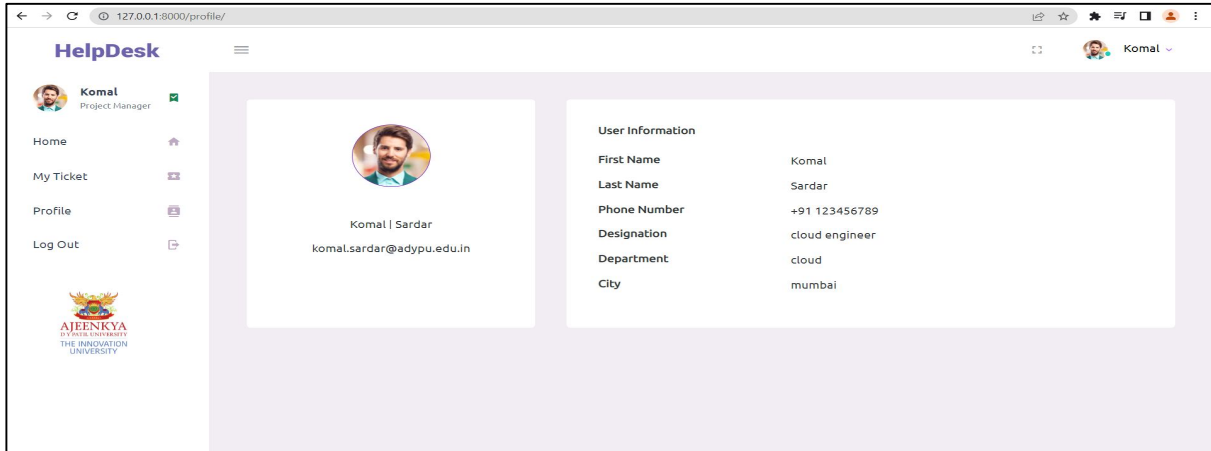 127.0.0.1:8000/profile/
HelpDesk
Komal
Komal
Project Manager
Home
My Ticket
Profile
Log Out
AJEENKYA
D Y PATIL UNIVERSITY
THE INNOVATION
UNIVERSITY
Komal | Sardar
komal.sardar@adypu.edu.in
User Information
First Name Komal
Last Name Sardar
Phone Number +91 123456789
Designation cloud engineer
Department cloud
City mumbai